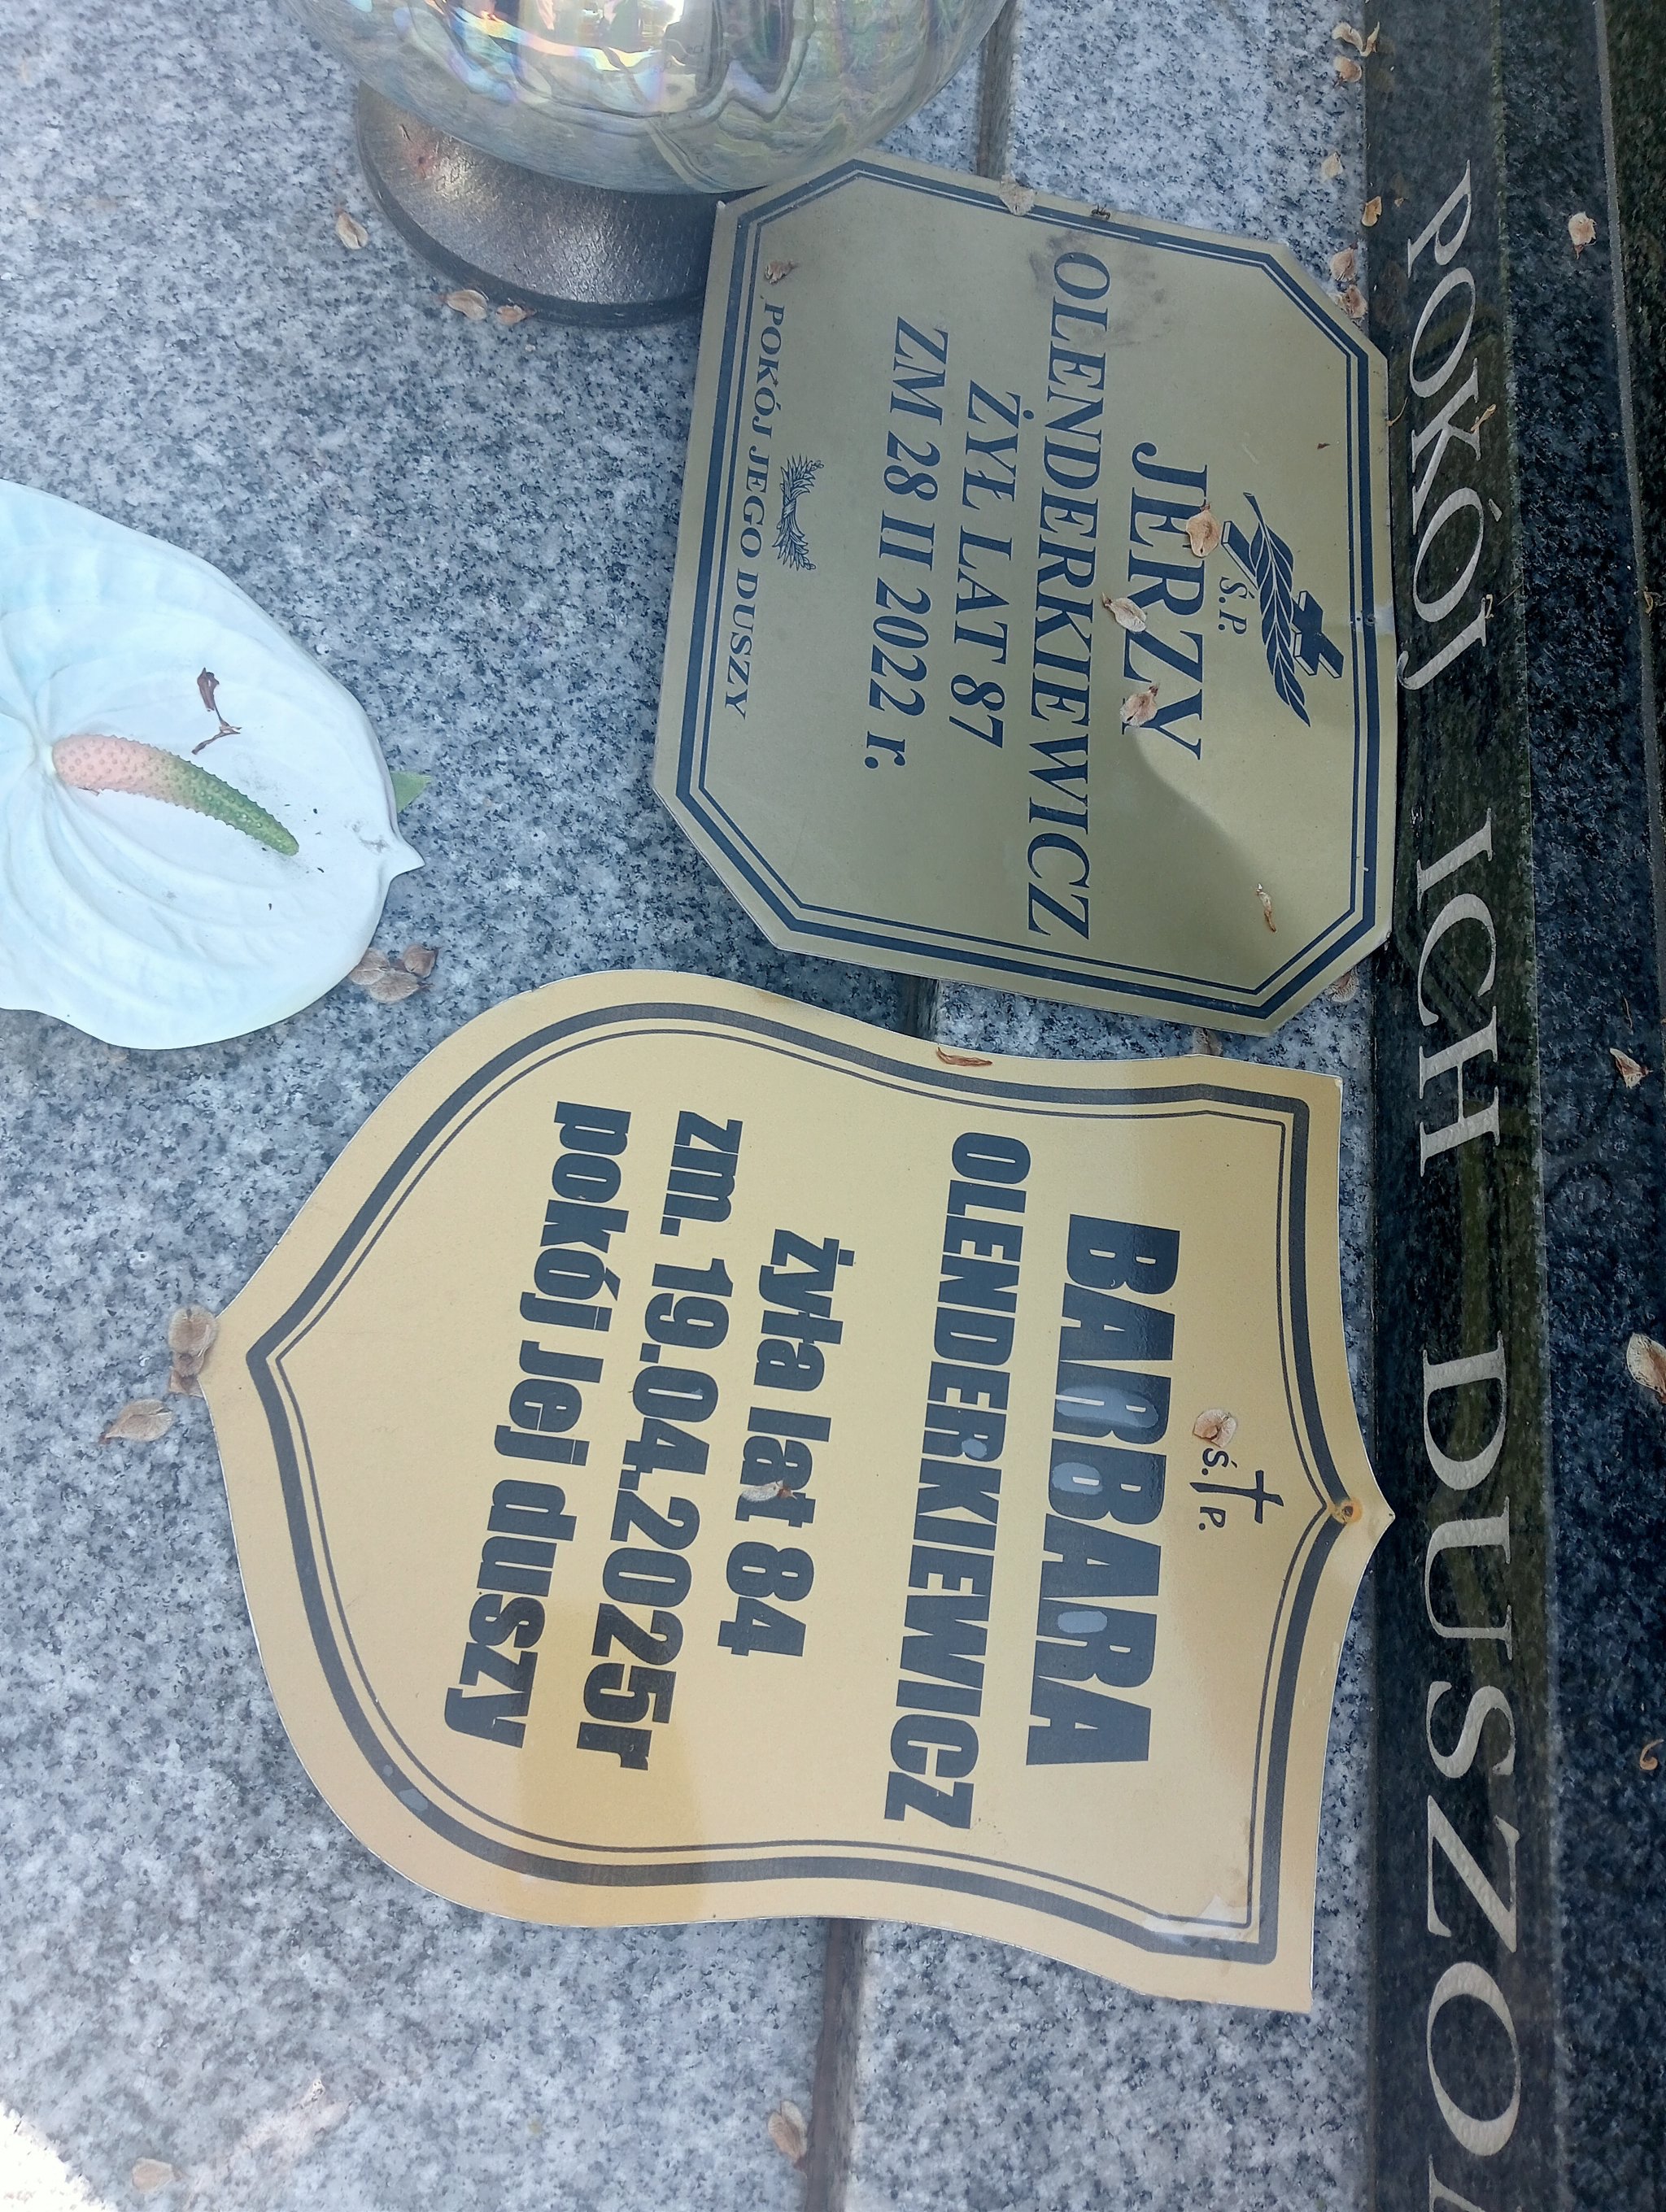 POKÓJ ICH DUSZOM
Ś.P.
JERZY
OLENDERKIEWICZ
ŻYŁ LAT 87
ZM 28 II 2022 r.
POKÓJ JEGO DUSZY
Ś. P.
BARBARA
OLENDERKIEWICZ
żyła lat 84
zm. 19.04.2025r
pokój Jej duszy